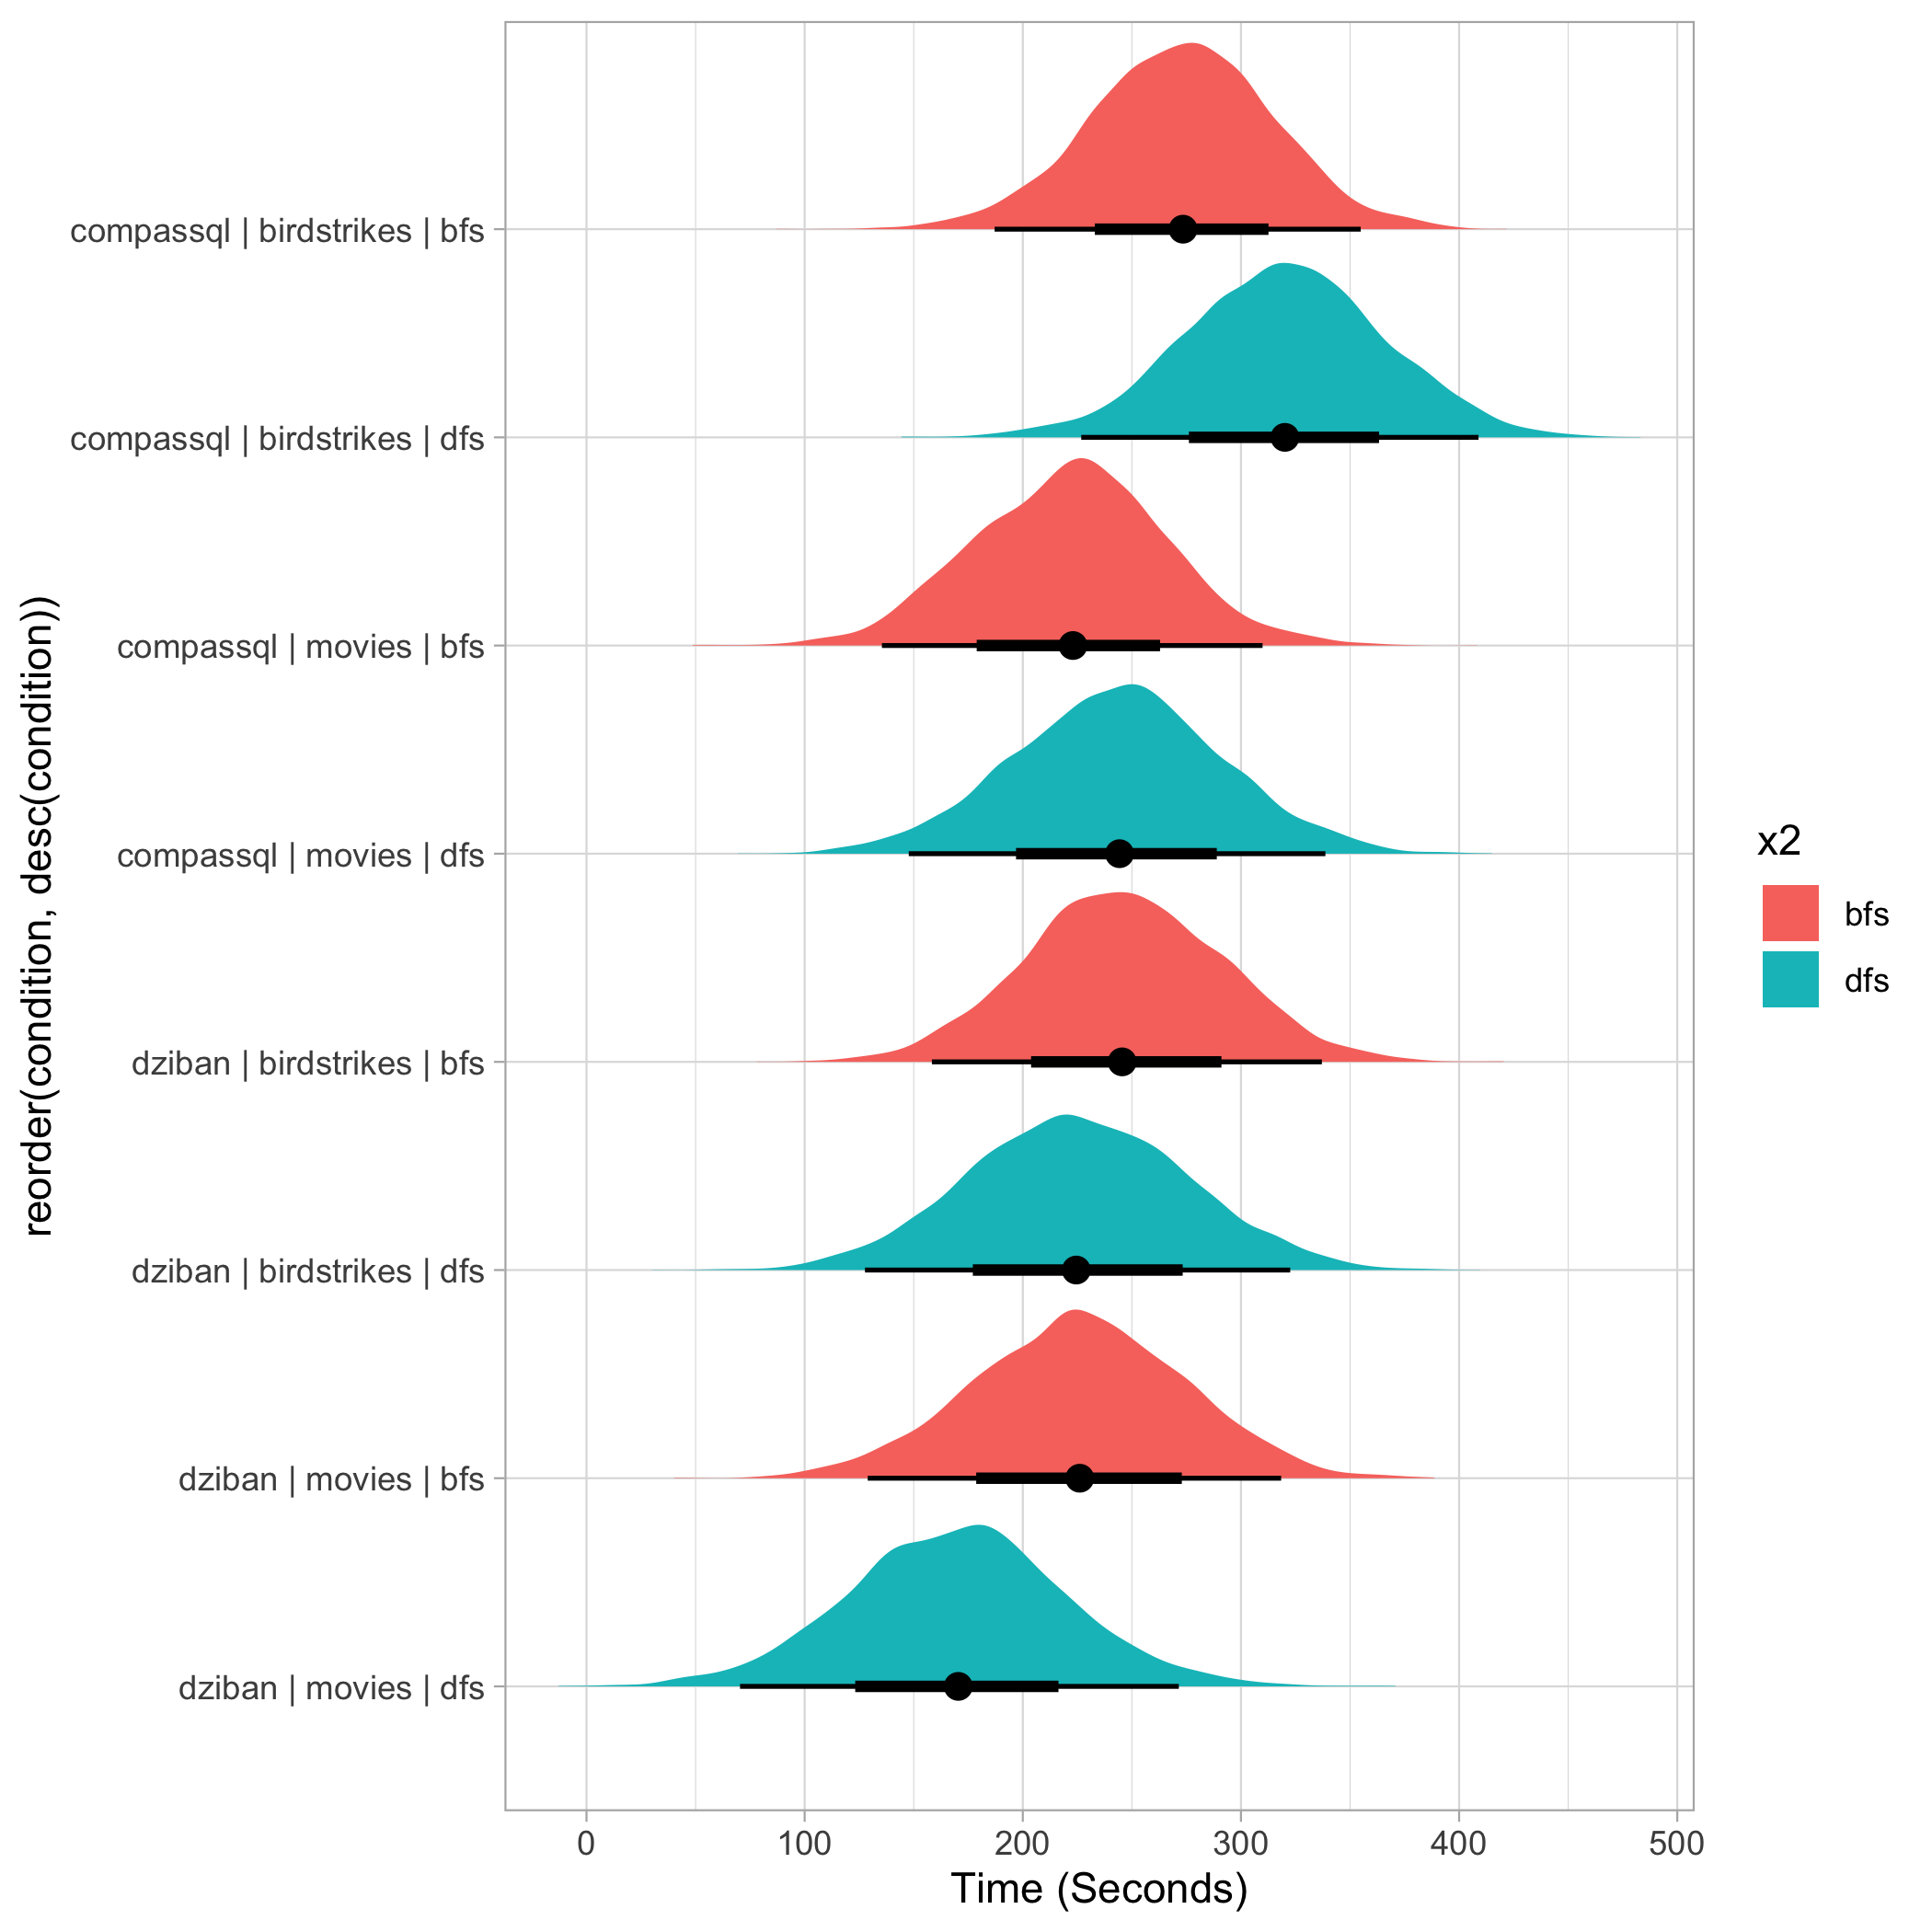 reorder(condition, desc(condition))
compassql | birdstrikes | bfs
compassql | birdstrikes | dfs
compassql | movies | bfs
compassql | movies | dfs
dziban | birdstrikes | bfs
dziban | birdstrikes | dfs
dziban | movies | bfs
dziban | movies | dfs
0 100 200 300 400 500
Time (Seconds)
x2
bfs
dfs